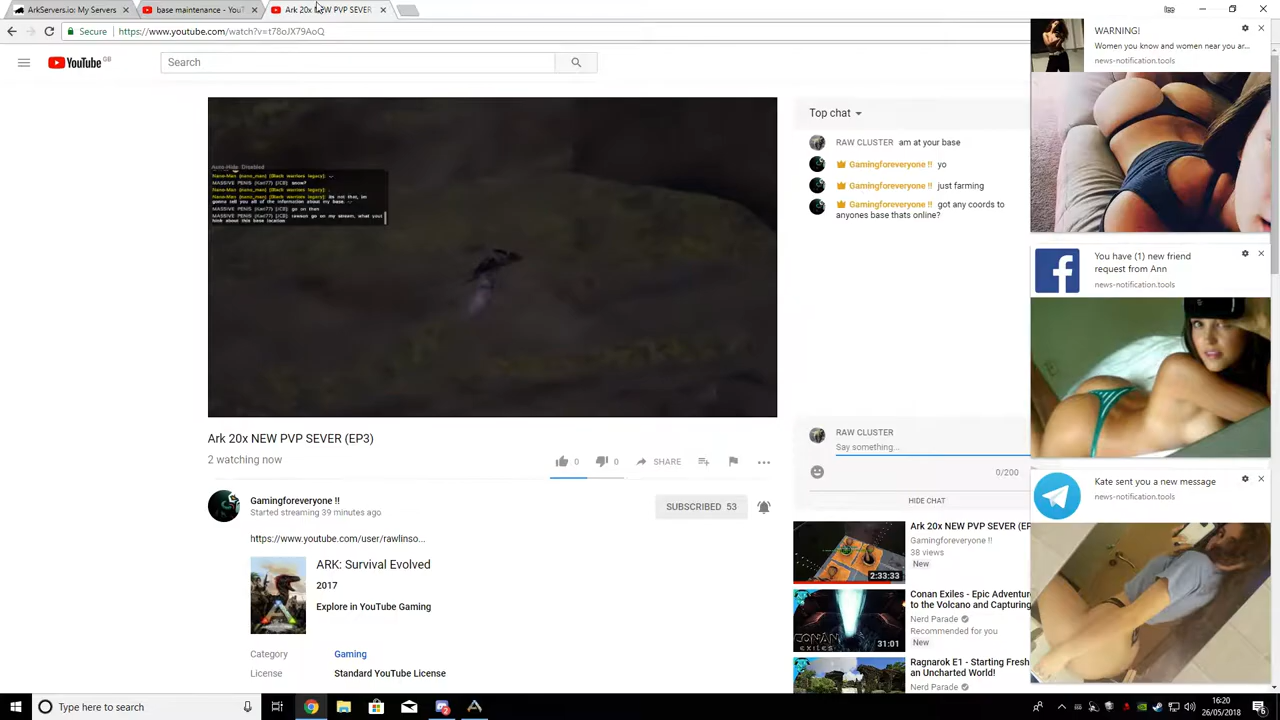 ArkServers.io: My Servers
base maintenance - YouT
Ark 20x NEW PVP SEVER
lee
Secure
https://www.youtube.com/watch?v=t78oJX79AoQ
YouTube GB
Search
Top chat
RAW CLUSTER am at your base
Gamingforeveryone !! yo
Gamingforeveryone !! just farming
Gamingforeveryone !! got any coords to
anyones base thats online?
RAW CLUSTER
Say something...
0/200
HIDE CHAT
Ark 20x NEW PVP SEVER (EP3)
2 watching now
0
0
SHARE
Gamingforeveryone !!
Started streaming 39 minutes ago
SUBSCRIBED 53
https://www.youtube.com/user/rawlinso...
ARK: Survival Evolved
2017
Explore in YouTube Gaming
Category
Gaming
License
Standard YouTube License
Ark 20x NEW PVP SEVER (EP
Gamingforeveryone !!
38 views
New
2:33:33
Conan Exiles - Epic Adventure
to the Volcano and Capturing
Nerd Parade
Recommended for you
New
CONAN
EXILES
31:01
Ragnarok E1 - Starting Fresh
an Uncharted World!
Nerd Parade
WARNING!
Women you know and women near you ar...
news-notification.tools
You have (1) new friend
request from Ann
news-notification.tools
Kate sent you a new message
news-notification.tools
Type here to search
16:20
26/05/2018
6